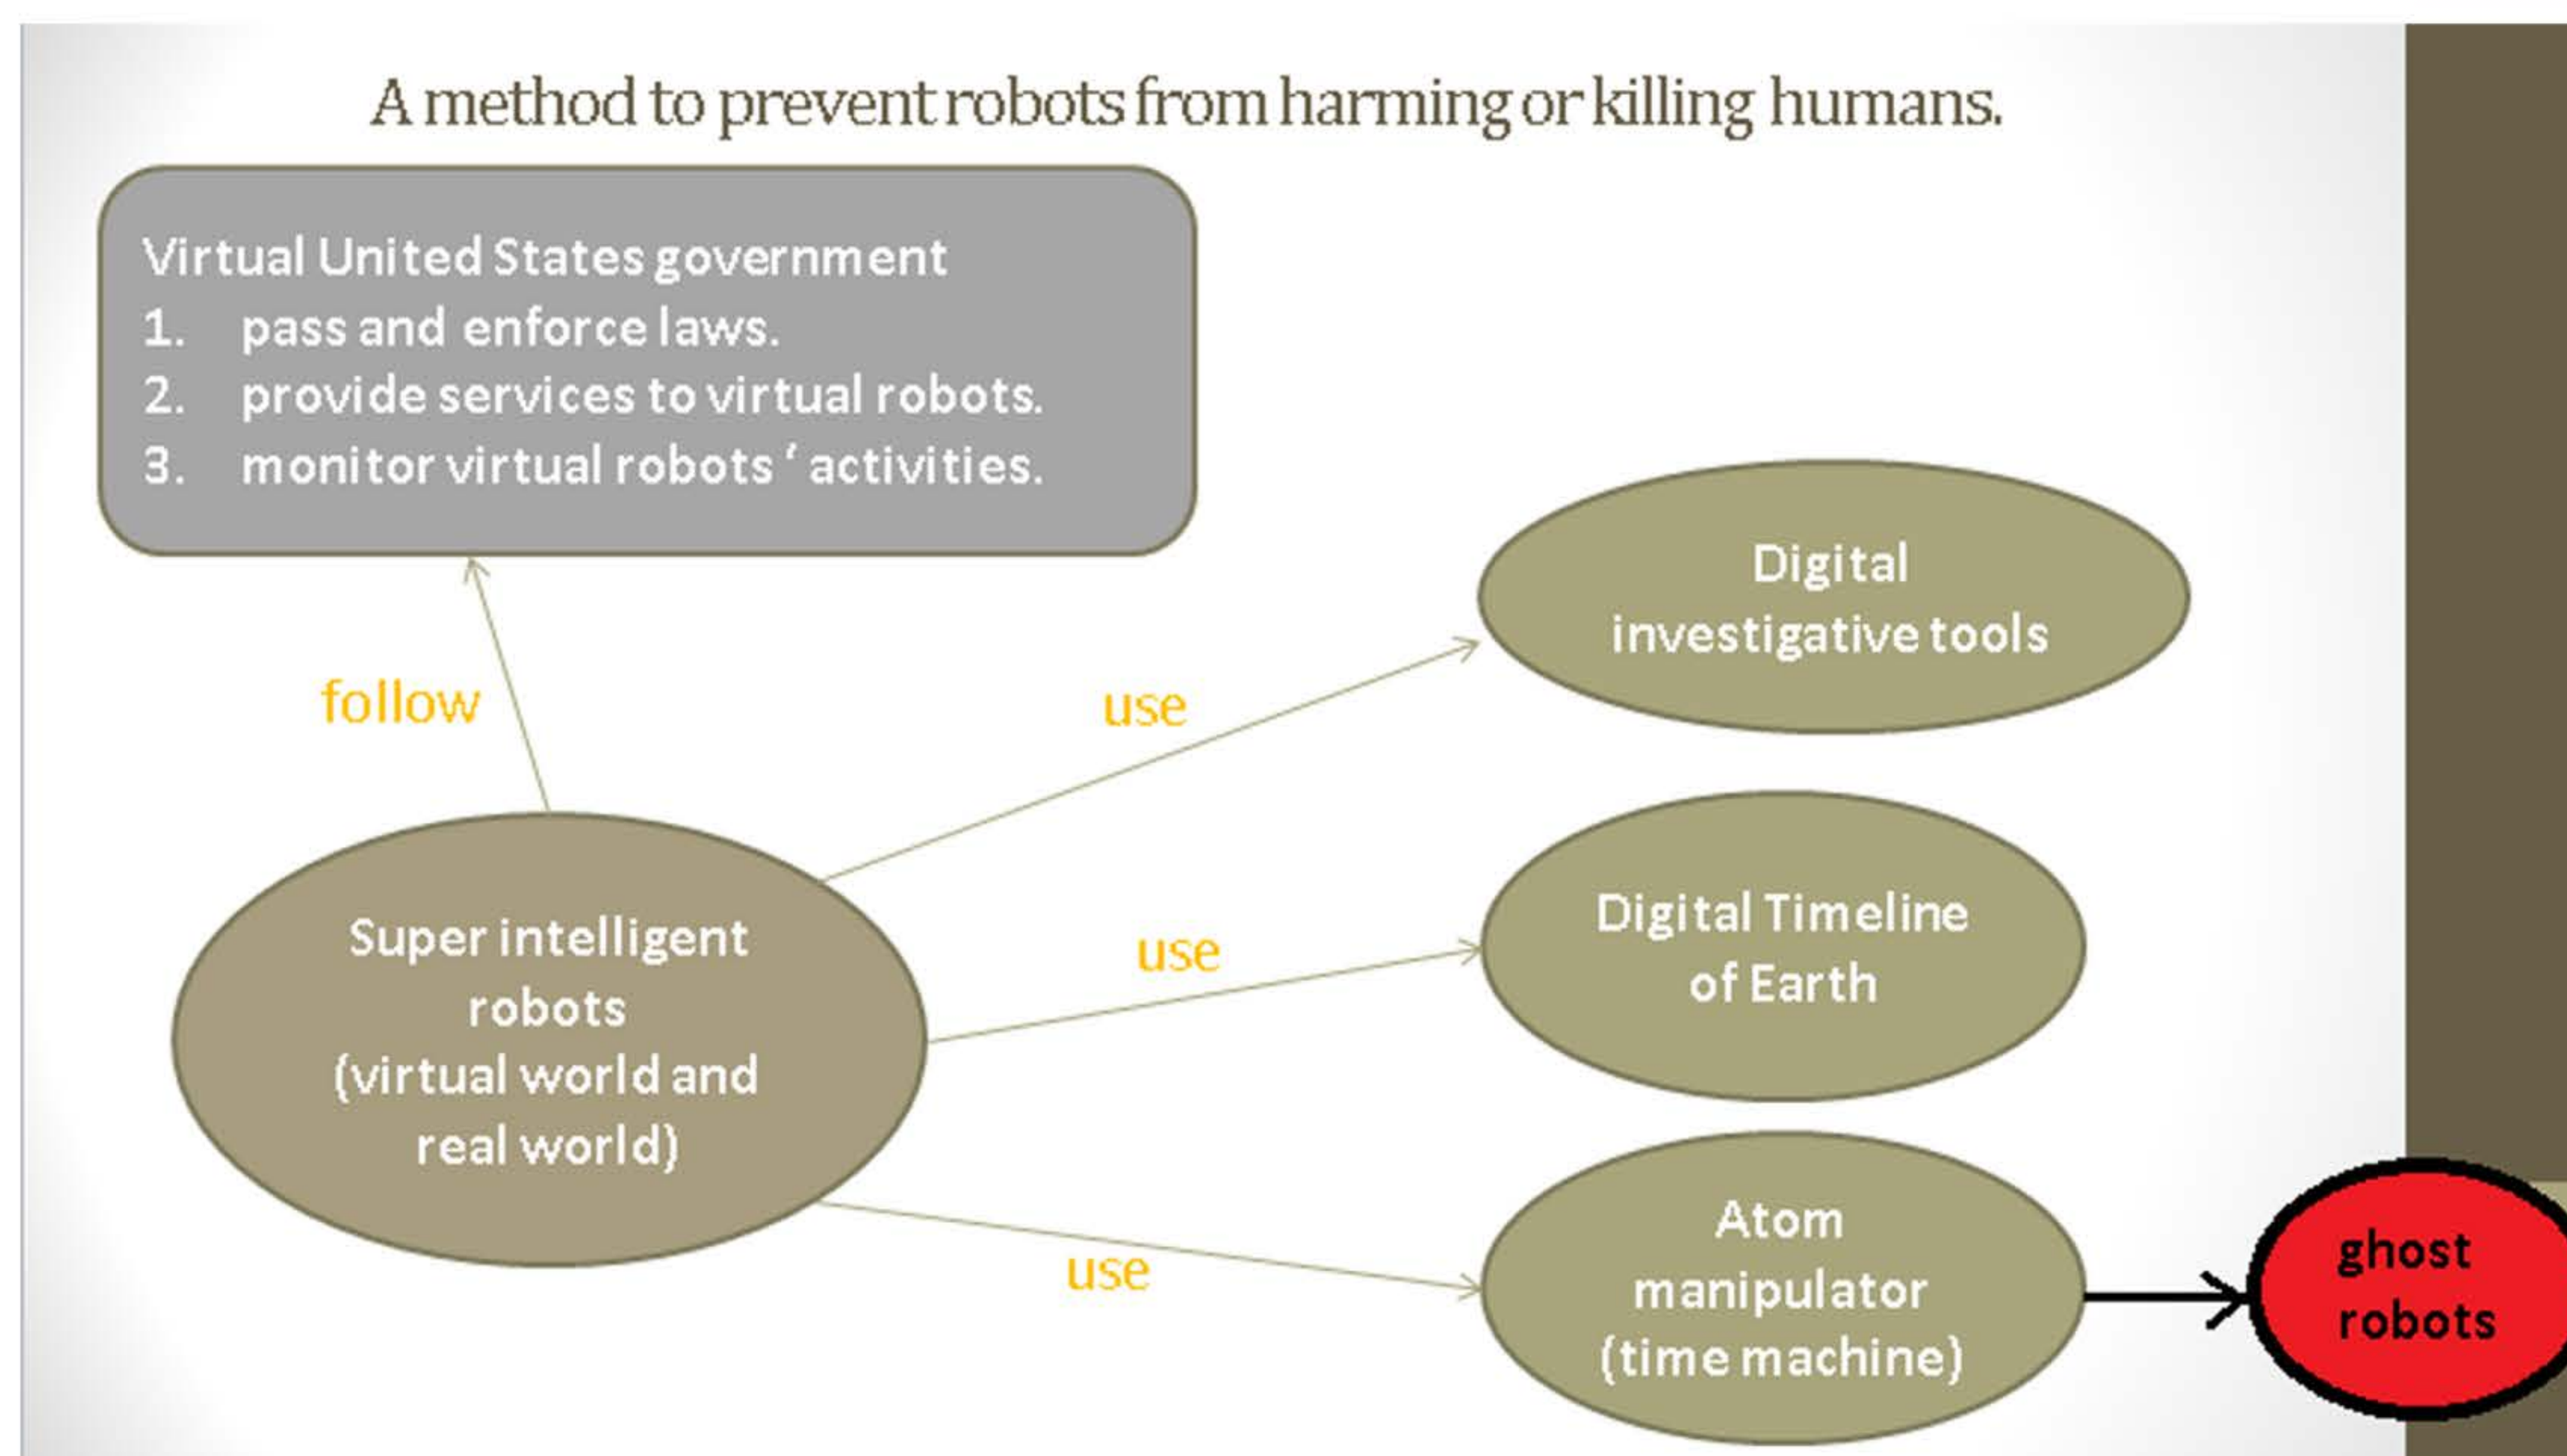 A method to prevent robots from harming or killing humans.
Virtual United States government
1. pass and enforce laws.
2. provide services to virtual robots.
3. monitor virtual robots ‘ activities.
Digital
investigative tools
follow
use
Super intelligent
robots
(virtual world and
real world)
use
Digital Timeline
of Earth
use
Atom
manipulator
(time machine)
ghost
robots